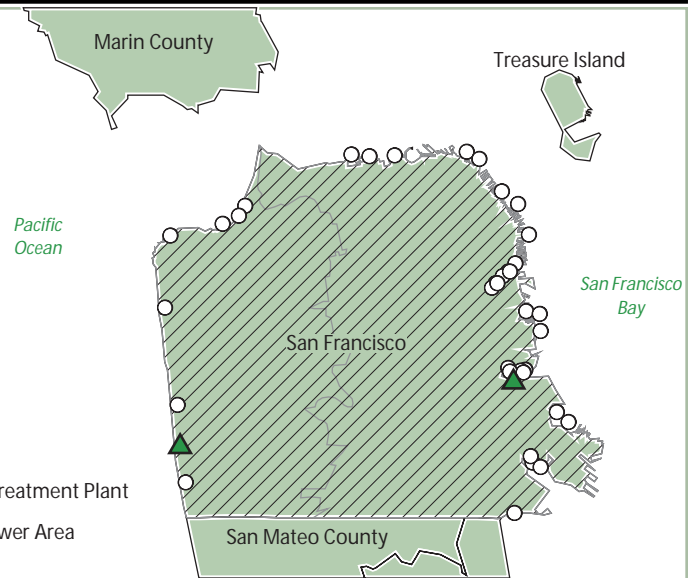 Marin County
Treasure Island
Pacific
Ocean
San Francisco
Bay
San Francisco
reatment Plant
wer Area
San Mateo County